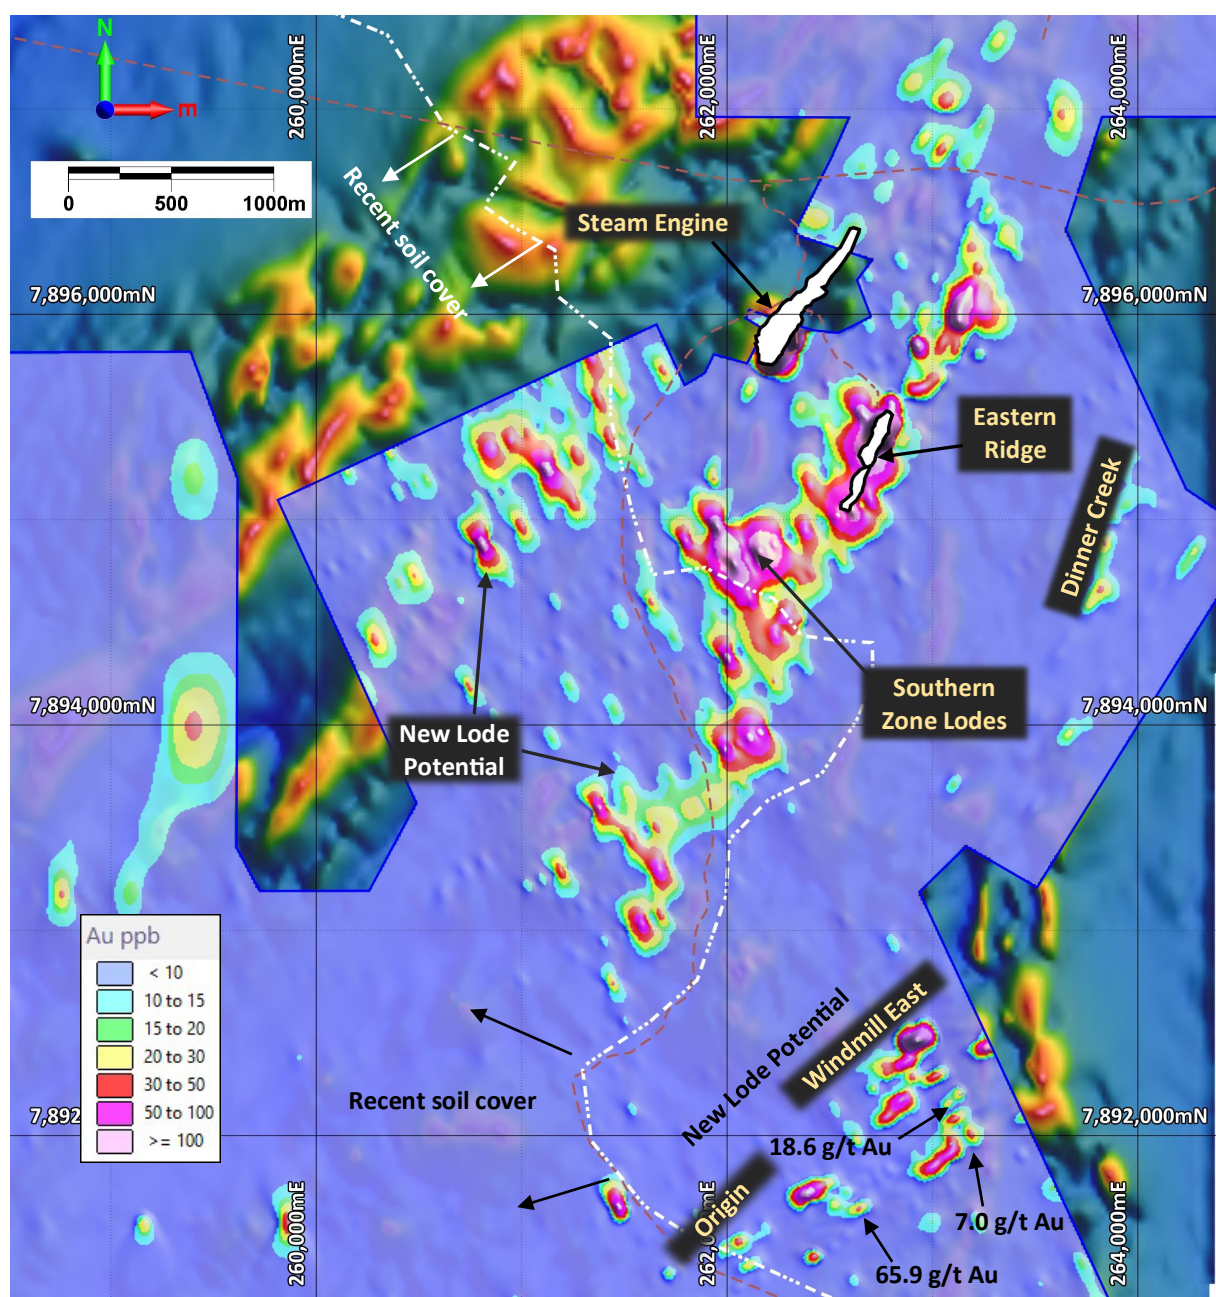 N
E
260,000mE
262,000mE
264,000mE
0 500 1000m
Recent soil cover
Steam Engine
7,896,000mN
7,896,000mN
Eastern
Ridge
Dinner Creek
Southern
Zone Lodes
7,894,000mN
7,894,000mN
New Lode
Potential
Au ppb
< 10
10 to 15
15 to 20
20 to 30
30 to 50
50 to 100
>= 100
New Lode Potential
Windmill East
Recent soil cover
7,892
7,892,000mN
18.6 g/t Au
Origin
7.0 g/t Au
65.9 g/t Au
260,000mE
262,
mE
264,000mE